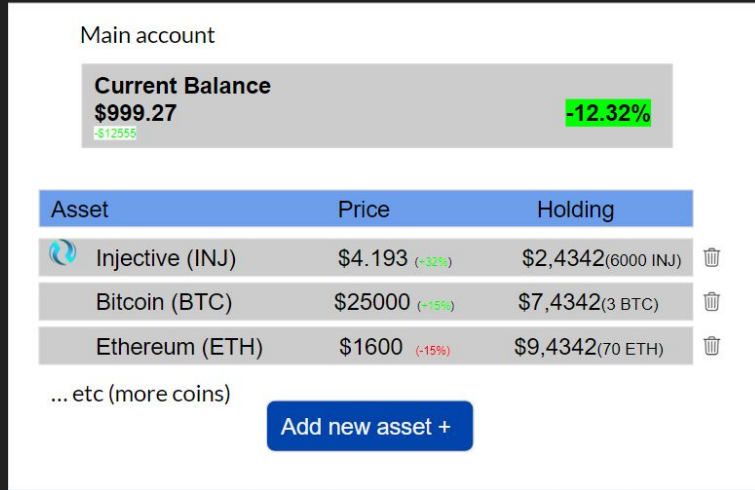 Main account
Current Balance
$999.27
-12.32%
-$12555
Asset Price Holding
Injective (INJ) $4.193 (+32%) $2,4342(6000 INJ)
Bitcoin (BTC) $25000 (+15%) $7,4342(3 BTC)
Ethereum (ETH) $1600 (-15%) $9,4342(70 ETH)
... etc (more coins)
Add new asset +